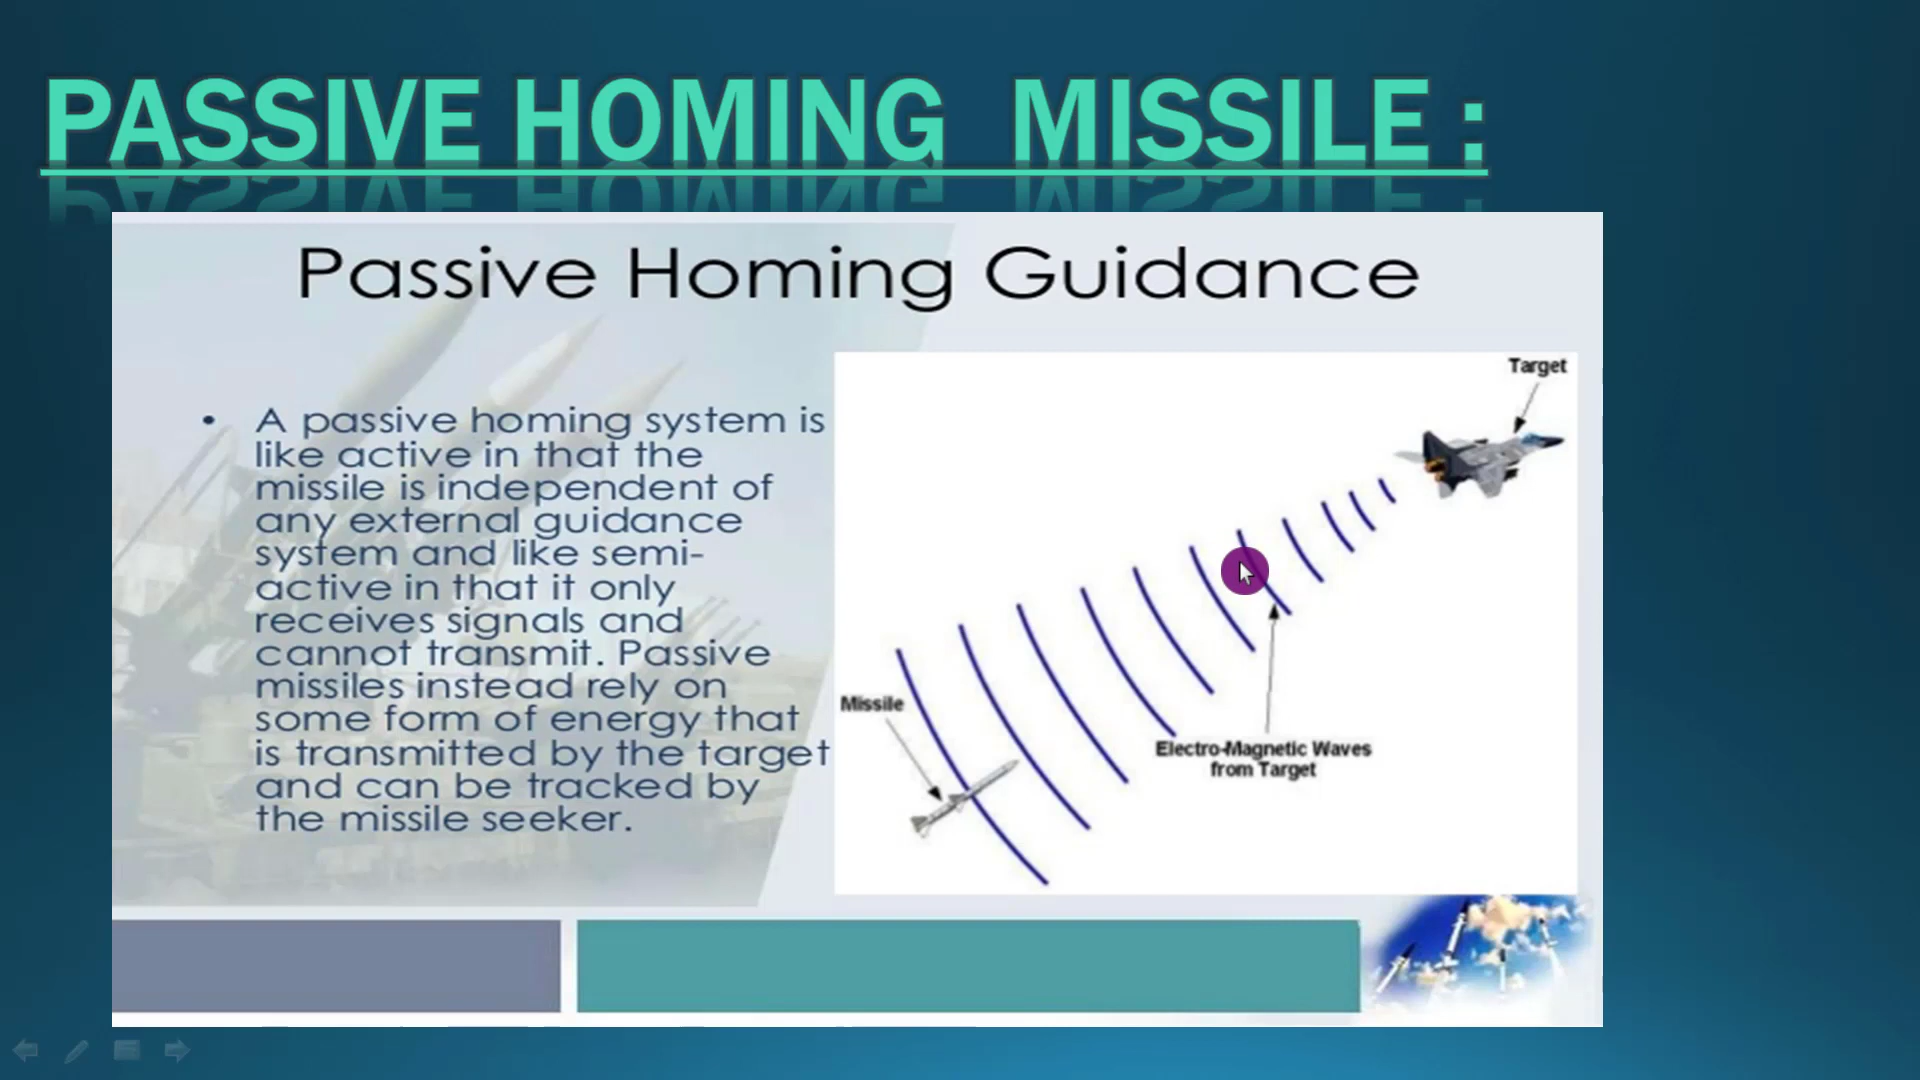 PASSIVE HOMING MISSILE :
Passive Homing Guidance
• A passive homing system is
like active in that the
missile is independent of
any external guidance
system and like semi-
active in that it only
receives signals and
cannot transmit. Passive
missiles instead rely on
some form of energy that
is transmitted by the target
and can be tracked by
the missile seeker.
Target
Missile
Electro-Magnetic Waves
from Target